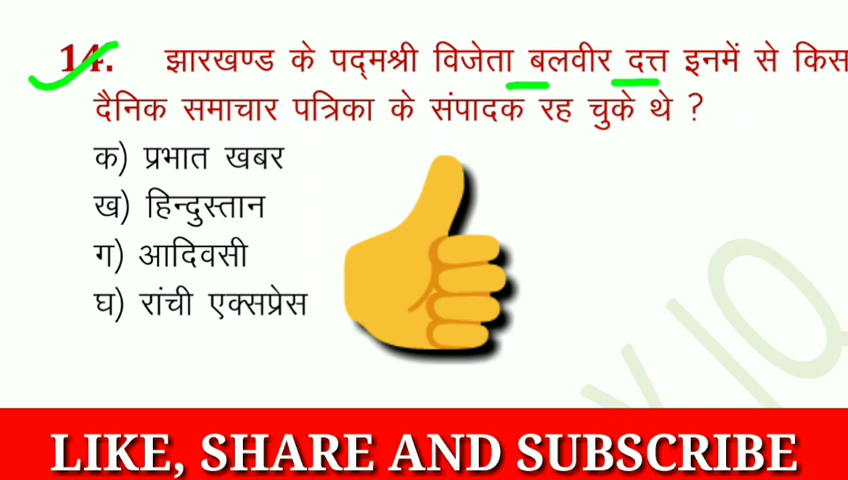 14. झारखण्ड के पद्मश्री विजेता बलवीर दत्त इनमें से किस
दैनिक समाचार पत्रिका के संपादक रह चुके थे ?
क) प्रभात खबर
ख) हिन्दुस्तान
ग) आदिवसी
घ) रांची एक्सप्रेस
LIKE, SHARE AND SUBSCRIBE